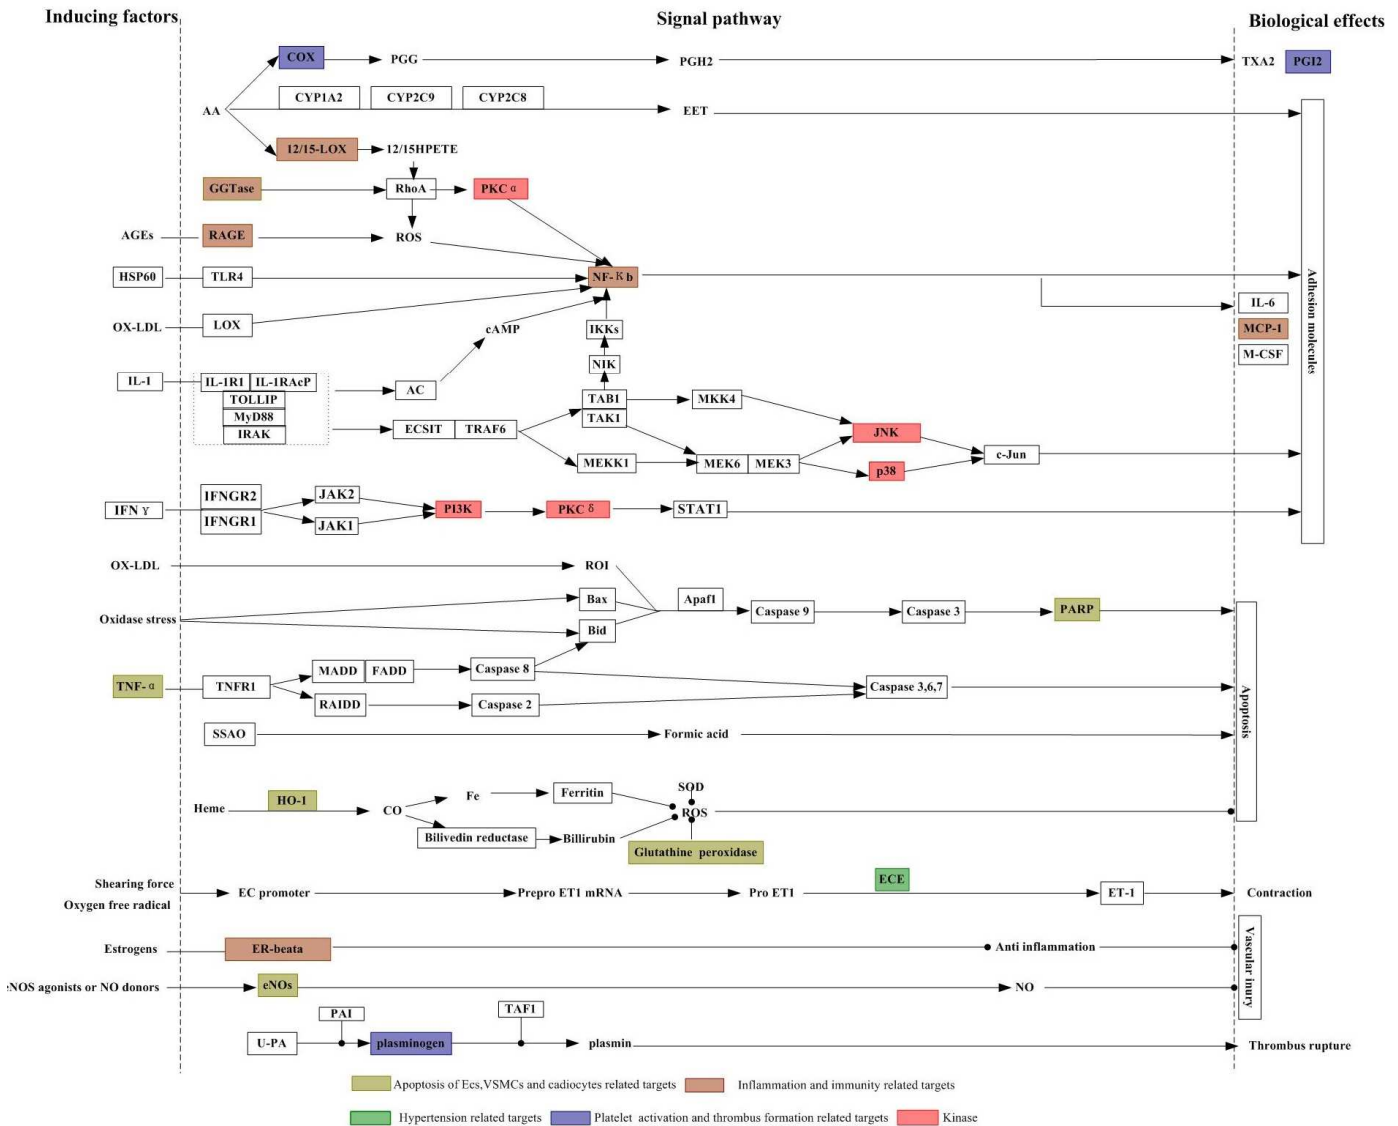 Inducing factors
Signal pathway
Biological effects
COX
PGG
PGH2
TXA2
PGI2
AA
CYP1A2
CYP2C9
CYP2C8
EET
12/15-LOX
12/15HPETE
GGTase
RhoA
PKC α
AGEs
RAGE
ROS
HSP60
TLR4
NF-Κb
Adhesion molecules
IL-6
OX-LDL
LOX
cAMP
IKKs
MCP-1
M-CSF
NIK
IL-1
IL-1R1
IL-1RAcP
AC
TOLLIP
TAB1
MKK4
MyD88
TAK1
IRAK
ECSIT
TRAF6
JNK
c-Jun
MEKK1
MEK6
MEK3
p38
IFNGR2
JAK2
IFN γ
PI3K
PKC δ
STAT1
IFNGR1
JAK1
OX-LDL
ROI
Bax
Apaf1
Caspase 9
Caspase 3
PARP
Oxidase stress
Bid
MADD
FADD
Caspase 8
TNF-α
TNFR1
Caspase 3,6,7
Apoptosis
RAIDD
Caspase 2
SSAO
Formic acid
SOD
Fe
Ferritin
HO-1
Heme
CO
ROS
Bilivedin reductase
Billirubin
Glutathine peroxidase
Shearing force
Oxygen free radical
EC promoter
Prepro ET1 mRNA
Pro ET1
ECE
ET-1
Contraction
Estrogens
ER-beata
Anti inflammation
Vascular inury
eNOS agonists or NO donors
eNOs
NO
PAI
TAF1
U-PA
plasminogen
plasmin
Thrombus rupture
Apoptosis of Ecs,VSMCs and cadiocytes related targets
Inflammation and immunity related targets
Hypertension related targets
Platelet activation and thrombus formation related targets
Kinase